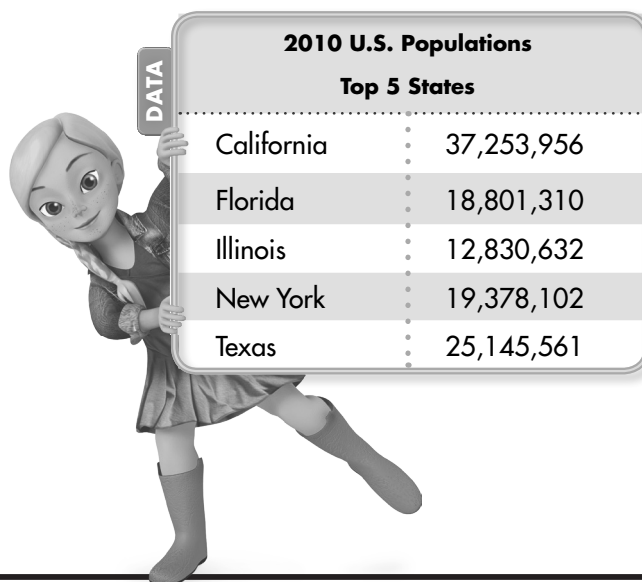 DATA
2010 U.S. Populations
Top 5 States
California 37,253,956
Florida 18,801,310
Illinois 12,830,632
New York 19,378,102
Texas 25,145,561